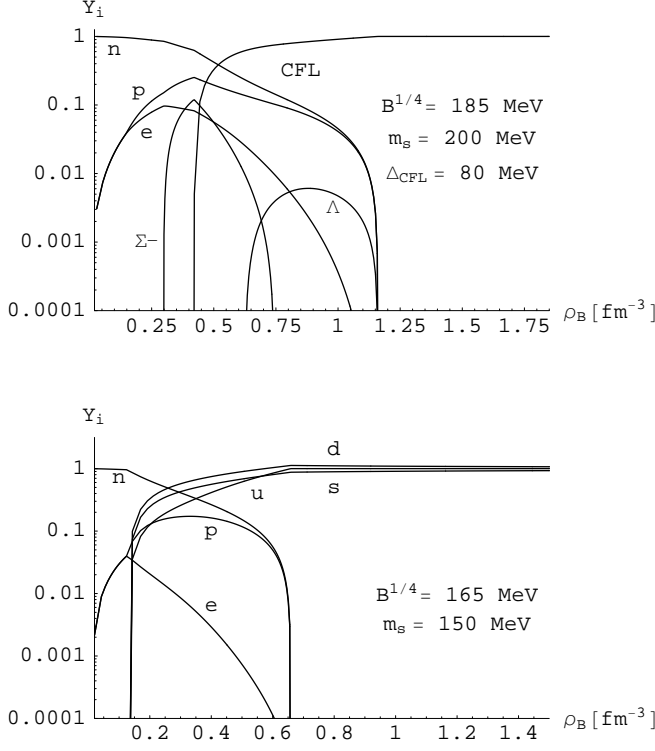 Y_i
1
n
CFL
p
0.1
B^{1/4} = 185 MeV
e
m_s = 200 MeV
0.01
Δ_CFL = 80 MeV
Λ
0.001
Σ−
0.0001
0.25 0.5 0.75 1 1.25 1.5 1.75 ρ_B [fm^{-3}]
Y_i
d
1
n
u s
0.1
p
0.01
e
B^{1/4} = 165 MeV
m_s = 150 MeV
0.001
0.0001
0.2 0.4 0.6 0.8 1 1.2 1.4 ρ_B [fm^{-3}]